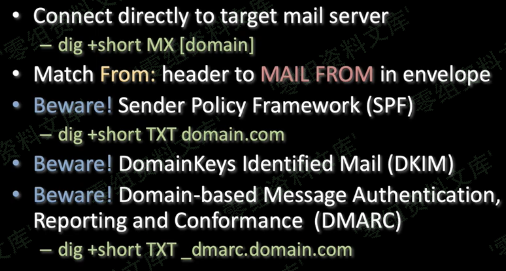 • Connect directly to target mail server
– dig +short MX [domain]
• Match From: header to MAIL FROM in envelope
• Beware! Sender Policy Framework (SPF)
– dig +short TXT domain.com
• Beware! DomainKeys Identified Mail (DKIM)
• Beware! Domain-based Message Authentication,
Reporting and Conformance  (DMARC)
– dig +short TXT _dmarc.domain.com